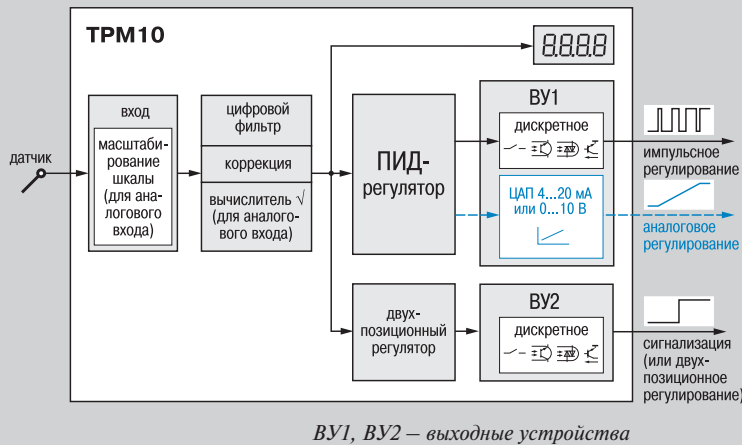 ТРМ10
8.8.8.8
датчик
вход
масштаби-
рование
шкалы
(для ана-
логового
входа)
цифровой
фильтр
коррекция
вычислитель √
(для аналого-
вого входа)
ПИД-
регулятор
ВУ1
дискретное
ЦАП 4...20 мА
или 0...10 В
импульсное
регулирование
аналоговое
регулирование
двух-
позиционный
регулятор
ВУ2
дискретное
сигнализация
(или двух-
позиционное
регулирование)
ВУ1, ВУ2 – выходные устройства